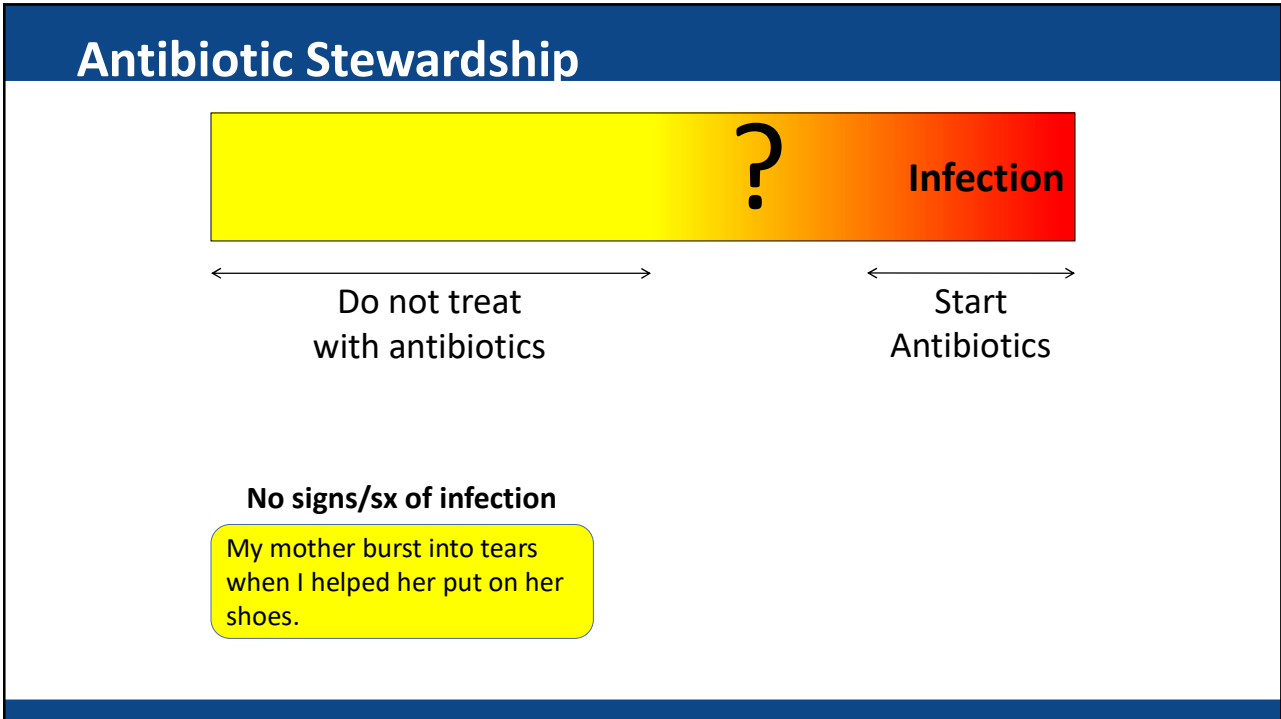 Antibiotic Stewardship
?
Infection
Do not treat
with antibiotics
Start
Antibiotics
No signs/sx of infection
My mother burst into tears
when I helped her put on her
shoes.